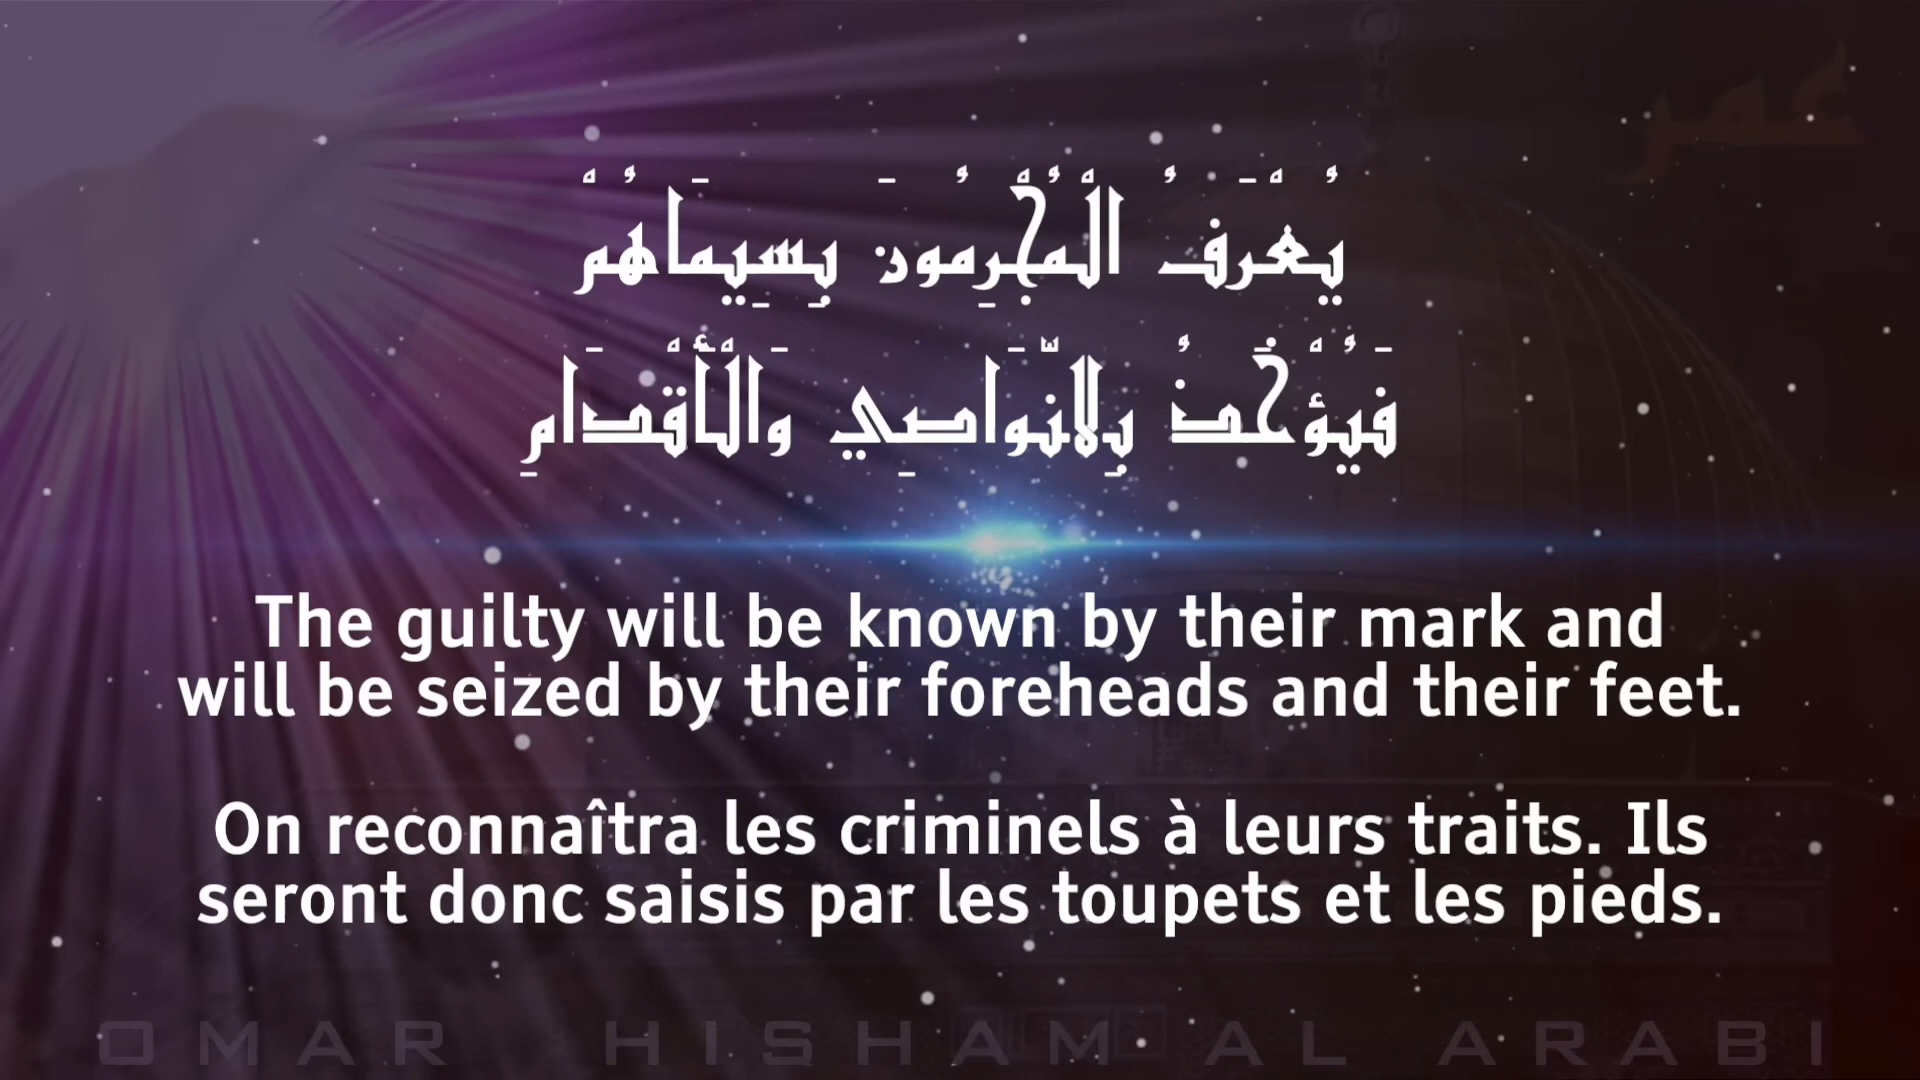 عمر
يُعْرَفُ الْمُجْرِمُونَ بِسِيمَاهُمْ
فَيُؤْخَذُ بِالنَّوَاصِي وَالْأَقْدَامِ
The guilty will be known by their mark and
will be seized by their foreheads and their feet.
On reconnaîtra les criminels à leurs traits. Ils
seront donc saisis par les toupets et les pieds.
OMAR HISHAM AL ARABI